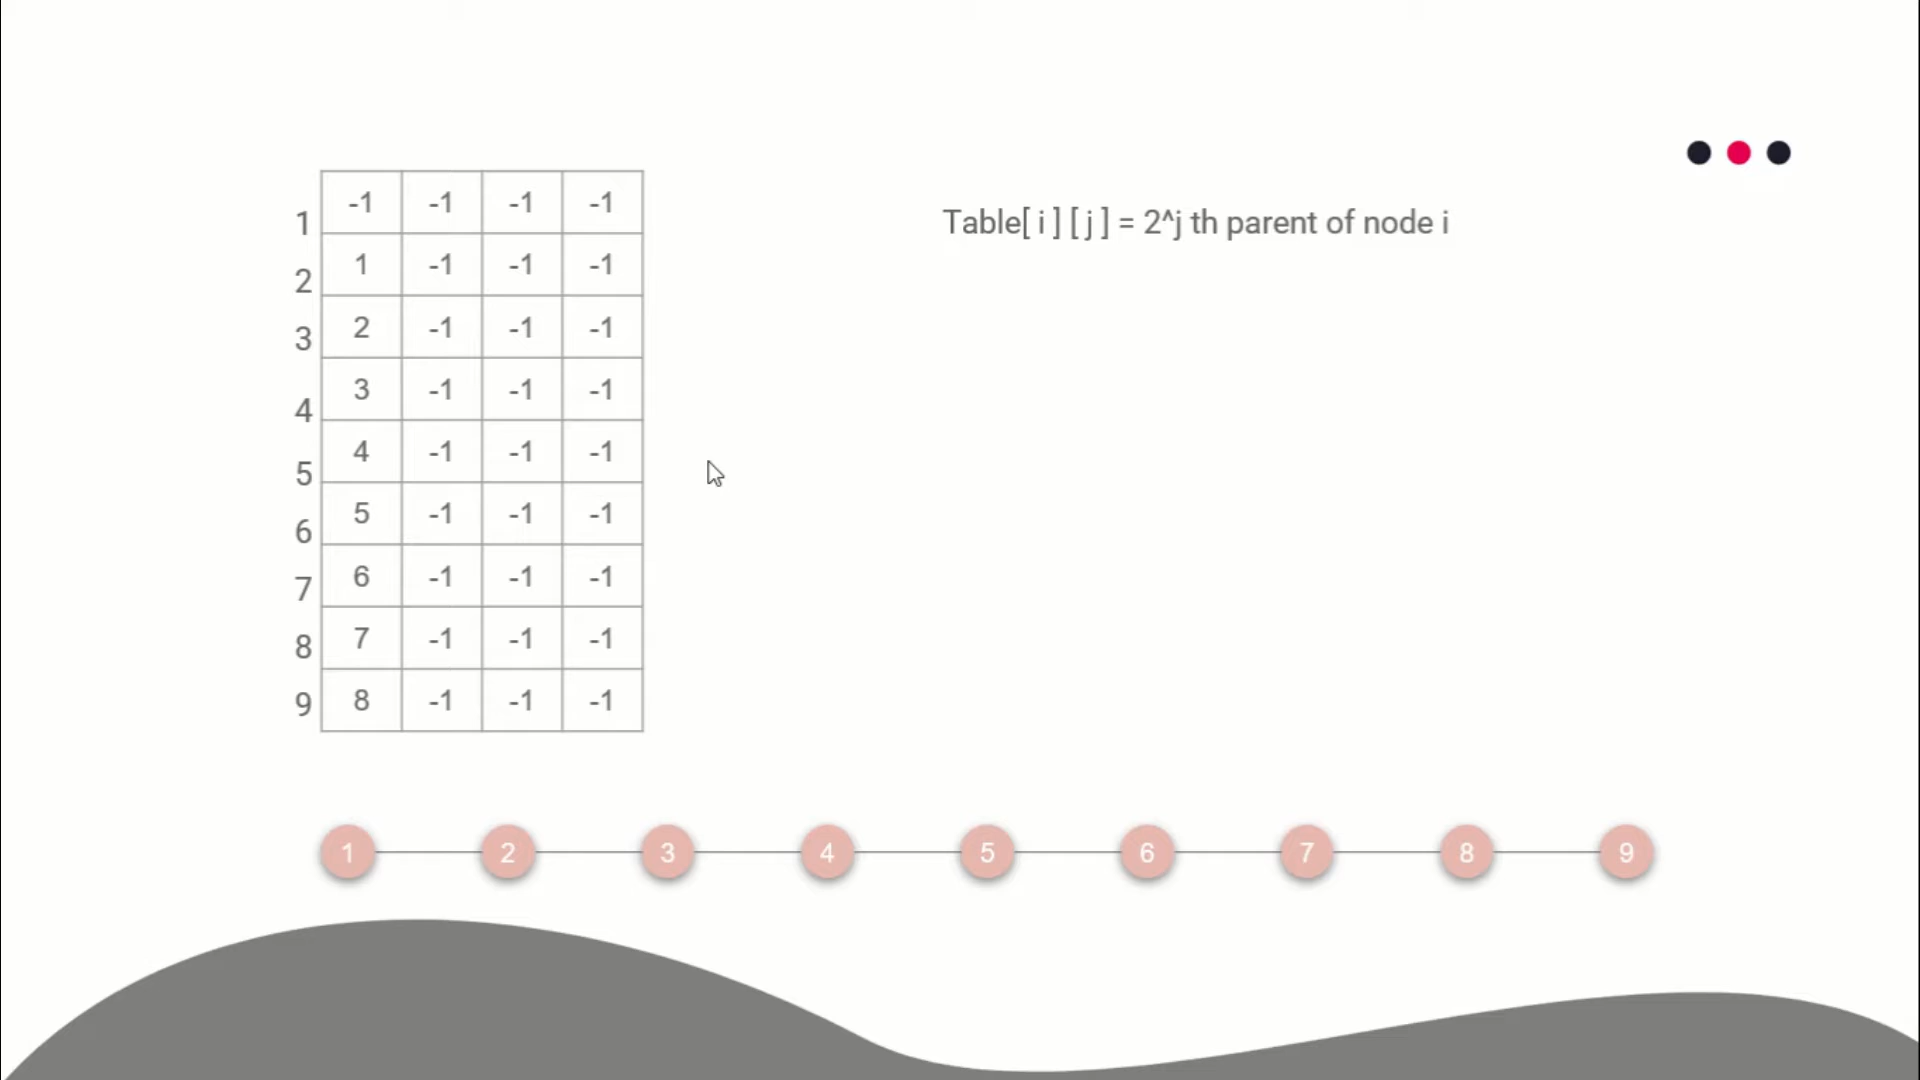 Table[ i ] [ j ] = 2^j th parent of node i
1 -1 -1 -1 -1
2 1 -1 -1 -1
3 2 -1 -1 -1
4 3 -1 -1 -1
5 4 -1 -1 -1
6 5 -1 -1 -1
7 6 -1 -1 -1
8 7 -1 -1 -1
9 8 -1 -1 -1
1 2 3 4 5 6 7 8 9